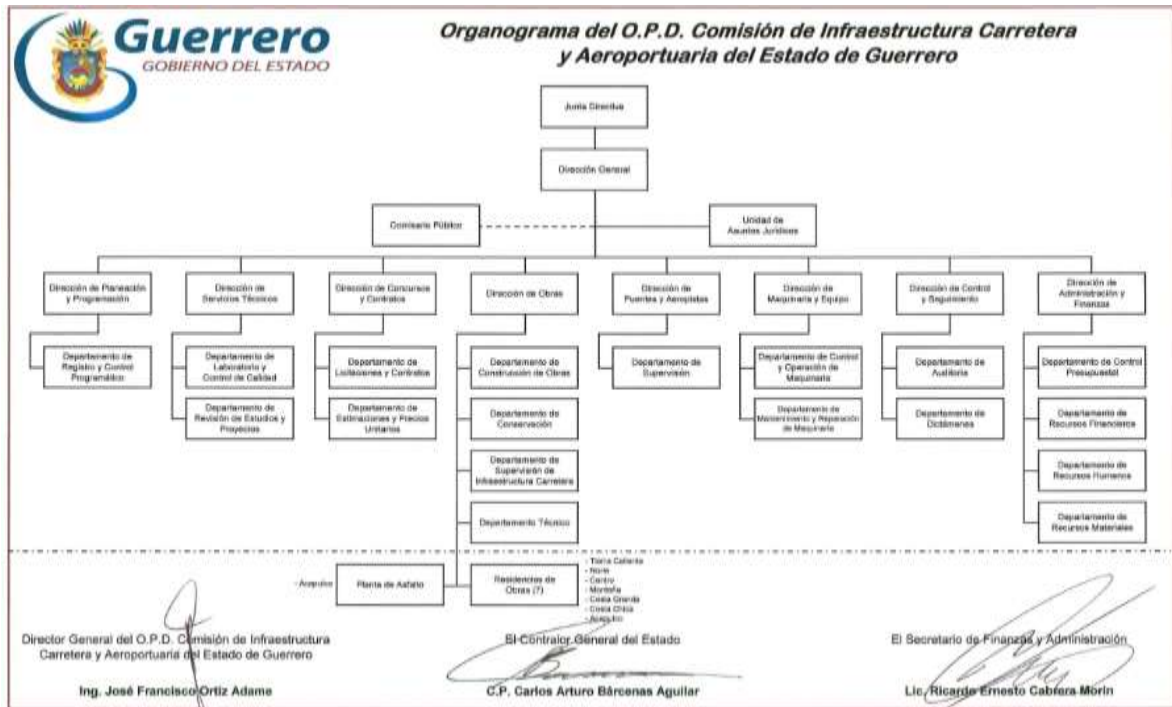 Guerrero
GOBIERNO DEL ESTADO
Organograma del O.P.D. Comisión de Infraestructura Carretera
y Aeroportuaria del Estado de Guerrero
Junta Directiva
Dirección General
Comisario Público
Unidad de
Asuntos Jurídicos
Dirección de Planeación
y Programación
Dirección de
Servicios Técnicos
Dirección de Concursos
y Contratos
Dirección de Obras
Dirección de
Puentes y Aeropistas
Dirección de
Maquinaria y Equipo
Dirección de Control
y Seguimiento
Dirección de
Administración y
Finanzas
Departamento de
Registro y Control
Programático
Departamento de
Laboratorio y
Control de Calidad
Departamento de
Licitaciones y Contratos
Departamento de
Construcción de Obras
Departamento de
Supervisión
Departamento de Control
y Operación de
Maquinaria
Departamento de
Auditoría
Departamento de Control
Presupuestal
Departamento de
Revisión de Estudios y
Proyectos
Departamento de
Estimaciones y Precios
Unitarios
Departamento de
Conservación
Departamento de
Mantenimiento y Reparación
de Maquinaria
Departamento de
Dictámenes
Departamento de
Recursos Financieros
Departamento de
Supervisión de
Infraestructura Carretera
Departamento de
Recursos Humanos
Departamento Técnico
Departamento de
Recursos Materiales
- Acapulco
Planta de Asfalto
Residencias de
Obras (7)
- Tierra Caliente
- Norte
- Centro
- Montaña
- Costa Grande
- Costa Chica
- Acapulco
Director General del O.P.D. Comisión de Infraestructura
Carretera y Aeroportuaria del Estado de Guerrero
Ing. José Francisco Ortiz Adame
El Contralor General del Estado
C.P. Carlos Arturo Bárcenas Aguilar
El Secretario de Finanzas y Administración
Lic. Ricardo Ernesto Cabrera Morin